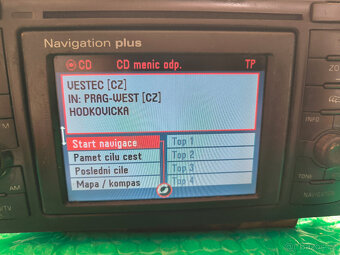 Navigation plus
CD
CD menic odp.
TP
VESTEC [CZ]
IN: PRAG-WEST [CZ]
HODKOVICKA
Start navigace
Top 1
Pamet cilu cest
Top 2
Posledni cile
Top 3
Mapa / kompas
Top 4
INFO
TONE
AM